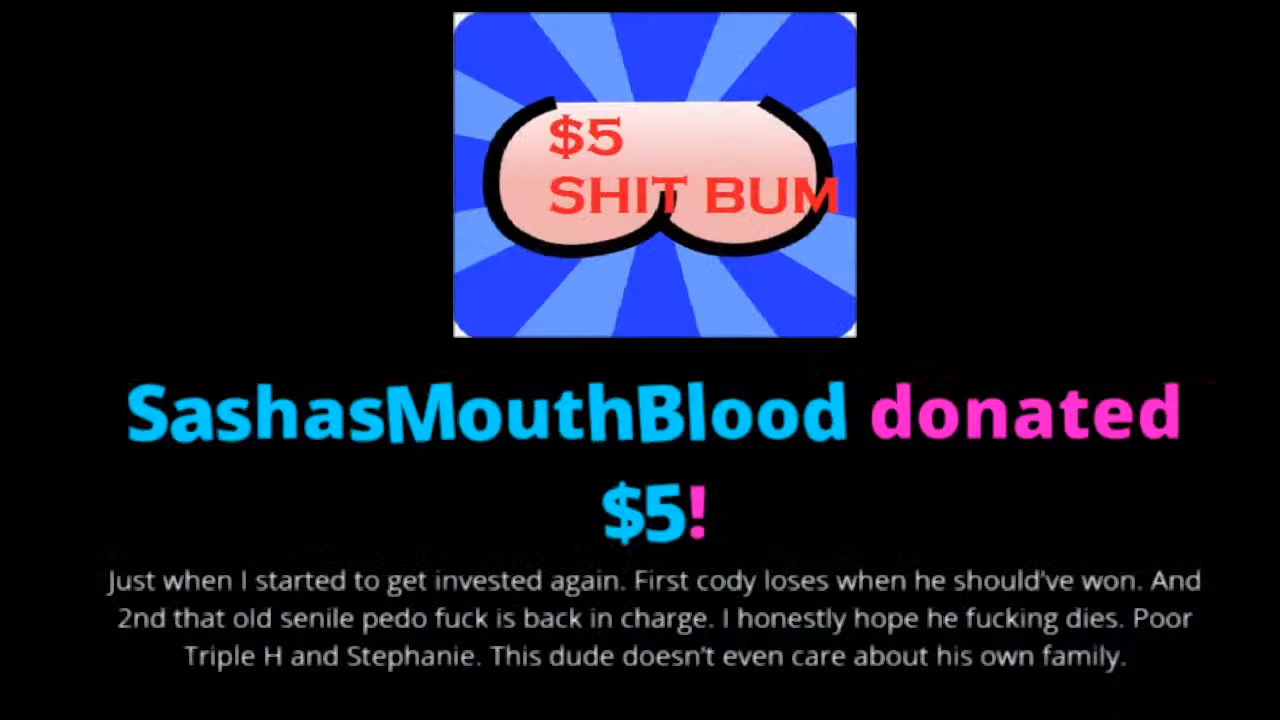 $5
SHIT BUM
SashasMouthBlood donated
$5!
Just when I started to get invested again. First cody loses when he should've won. And
2nd that old senile pedo fuck is back in charge. I honestly hope he fucking dies. Poor
Triple H and Stephanie. This dude doesn't even care about his own family.